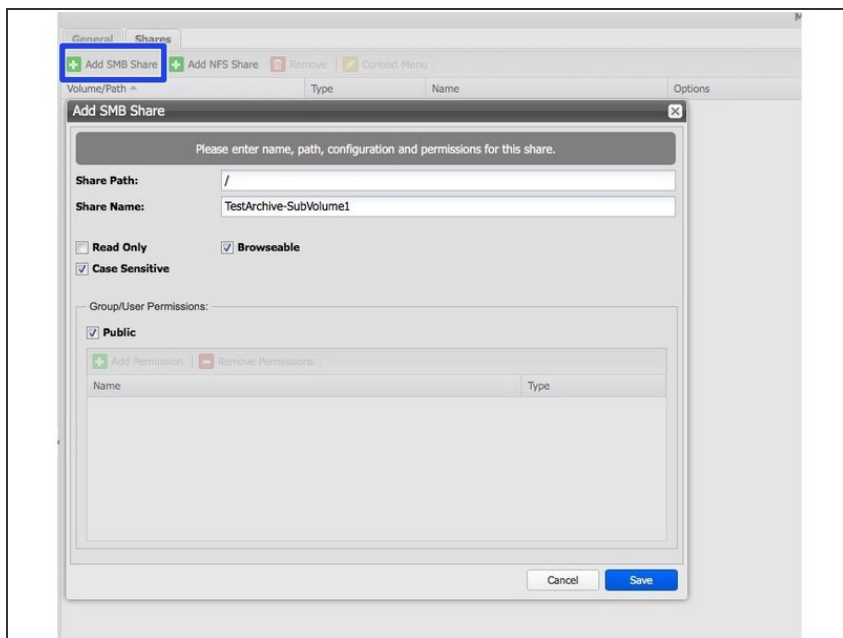 M
General Shares
Add SMB Share Add NFS Share Remove Context Menu
Volume/Path Type Name Options
Add SMB Share
Please enter name, path, configuration and permissions for this share.
Share Path: /
Share Name: TestArchive-SubVolume1
Read Only Browseable
Case Sensitive
Group/User Permissions:
Public
Add Permission Remove Permissions
Name Type
Cancel Save